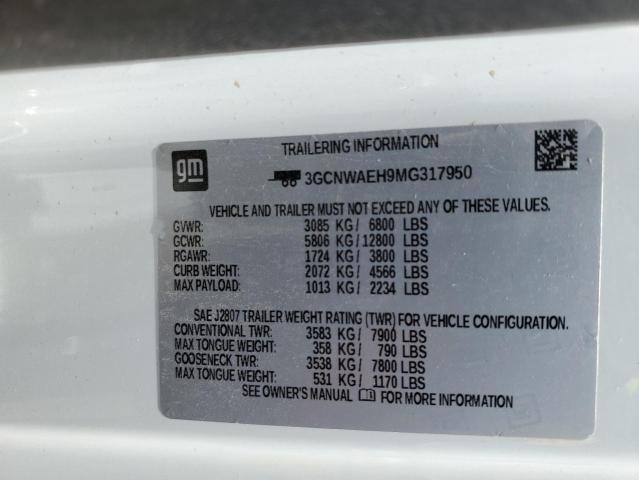 gm
TRAILERING INFORMATION
3GCNWAEH9MG317950
VEHICLE AND TRAILER MUST NOT EXCEED ANY OF THESE VALUES.
GVWR: 3085 KG/ 6800 LBS
GCWR: 5806 KG/12800 LBS
RGAWR: 1724 KG/ 3800 LBS
CURB WEIGHT: 2072 KG/ 4566 LBS
MAX PAYLOAD: 1013 KG/ 2234 LBS
SAE J2807 TRAILER WEIGHT RATING (TWR) FOR VEHICLE CONFIGURATION.
CONVENTIONAL TWR: 3583 KG/ 7900 LBS
MAX TONGUE WEIGHT: 358 KG/ 790 LBS
GOOSENECK TWR: 3538 KG/ 7800 LBS
MAX TONGUE WEIGHT: 531 KG/ 1170 LBS
SEE OWNER'S MANUAL FOR MORE INFORMATION